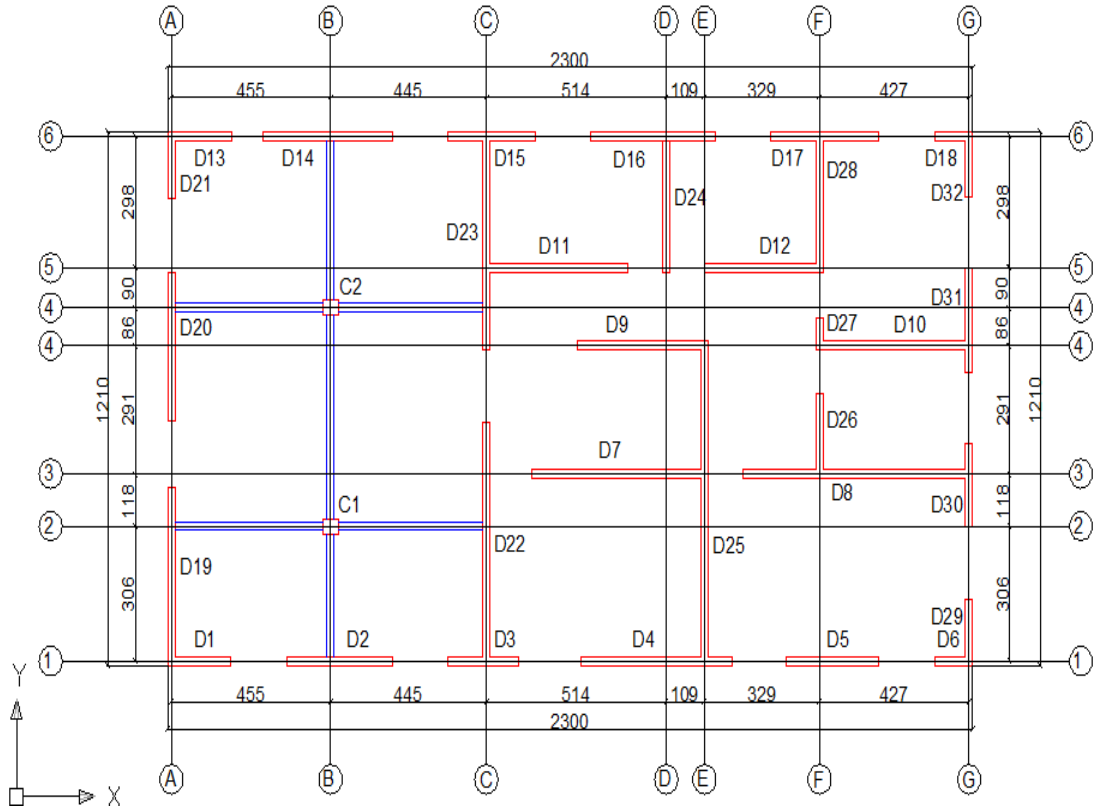 A B C D E F G
2300
455 445 514 109 329 427
6 6
D13 D14 D15 D16 D17 D18
D21 D28
D32
298 D24 298
D23
D11 D12
5 5
90 C2 D31 90
4 4
D20 D27
86 D9 D10 86
4 4
1210 291 291 1210
D26
D7
3 3
D8
118 C1 D30 118
2 2
D22 D25
D19
306 306
D29
D1 D2 D3 D4 D5 D6
1 1
Y
455 445 514 109 329 427
2300
A B C D E F G
X